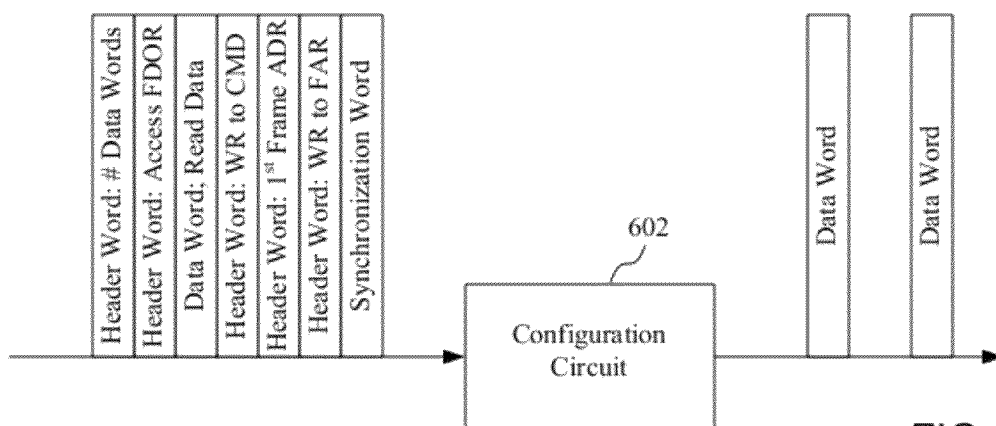 Header Word: # Data Words
Header Word: Access FDOR
Data Word; Read Data
Header Word: WR to CMD
Header Word: 1st Frame ADR
Header Word: WR to FAR
Synchronization Word
602
Configuration
Circuit
Data Word
Data Word